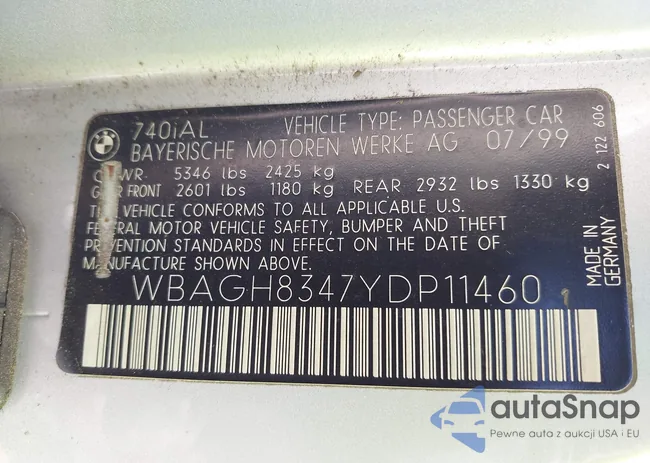 740iAL VEHICLE TYPE: PASSENGER CAR
BAYERISCHE MOTOREN WERKE AG 07/99
WR- 5346 lbs 2425 kg
FRONT 2601 lbs 1180 kg REAR 2932 lbs 1330 kg
VEHICLE CONFORMS TO ALL APPLICABLE U.S.
FEDERAL MOTOR VEHICLE SAFETY, BUMPER AND THEFT
PREVENTION STANDARDS IN EFFECT ON THE DATE OF
MANUFACTURE SHOWN ABOVE.
WBAGH8347YDP11460
MADE IN
GERMANY
2 122 606
autaSnap
Pewne auta z aukcji USA i EU